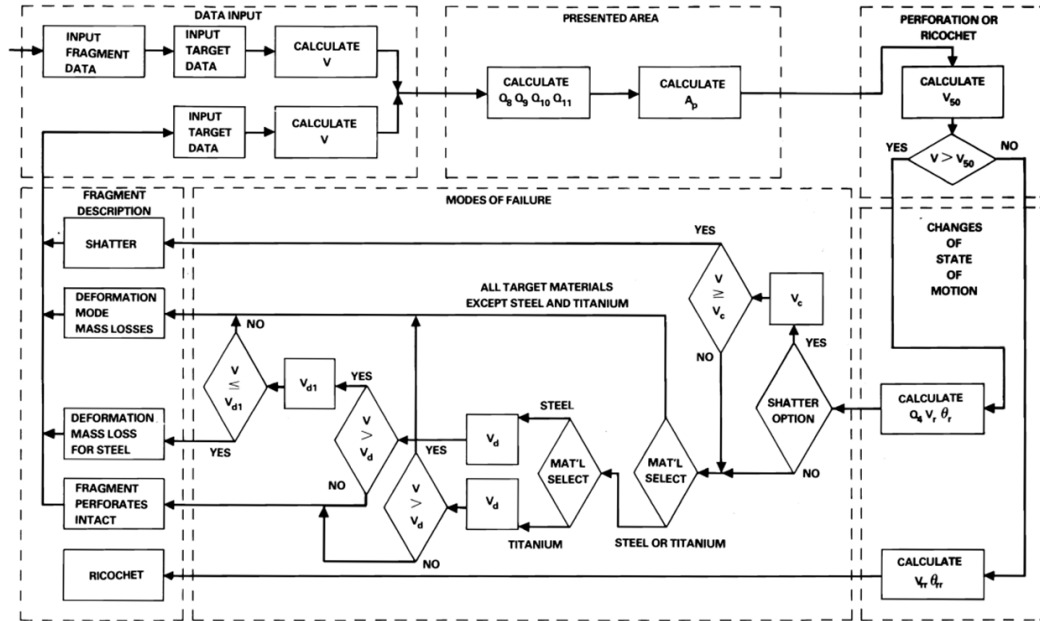 DATA INPUT
INPUT
FRAGMENT
DATA
INPUT
TARGET
DATA
CALCULATE
V
INPUT
TARGET
DATA
CALCULATE
V
PRESENTED AREA
CALCULATE
Q8 Q9 Q10 Q11
CALCULATE
Ap
PERFORATION OR
RICOCHET
CALCULATE
V50
YES
V > V50
NO
FRAGMENT
DESCRIPTION
SHATTER
DEFORMATION
MODE
MASS LOSSES
DEFORMATION
MASS LOSS
FOR STEEL
FRAGMENT
PERFORATES
INTACT
RICOCHET
MODES OF FAILURE
YES
V
≥
Vc
NO
Vc
YES
SHATTER
OPTION
NO
ALL TARGET MATERIALS
EXCEPT STEEL AND TITANIUM
NO
V
≤
Vd1
YES
Vd1
YES
V
>
Vd
NO
YES
V
>
Vd
NO
STEEL
Vd
Vd
TITANIUM
MAT'L
SELECT
MAT'L
SELECT
STEEL OR TITANIUM
CHANGES
OF
STATE
OF
MOTION
CALCULATE
Q4 Vr θr
CALCULATE
Vrr θrr